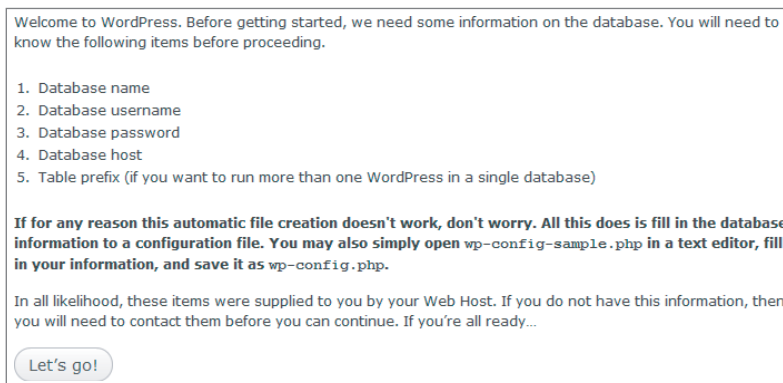 Welcome to WordPress. Before getting started, we need some information on the database. You will need to
know the following items before proceeding.
1. Database name
2. Database username
3. Database password
4. Database host
5. Table prefix (if you want to run more than one WordPress in a single database)
If for any reason this automatic file creation doesn't work, don't worry. All this does is fill in the database
information to a configuration file. You may also simply open wp-config-sample.php in a text editor, fill
in your information, and save it as wp-config.php.
In all likelihood, these items were supplied to you by your Web Host. If you do not have this information, then
you will need to contact them before you can continue. If you’re all ready…
Let’s go!